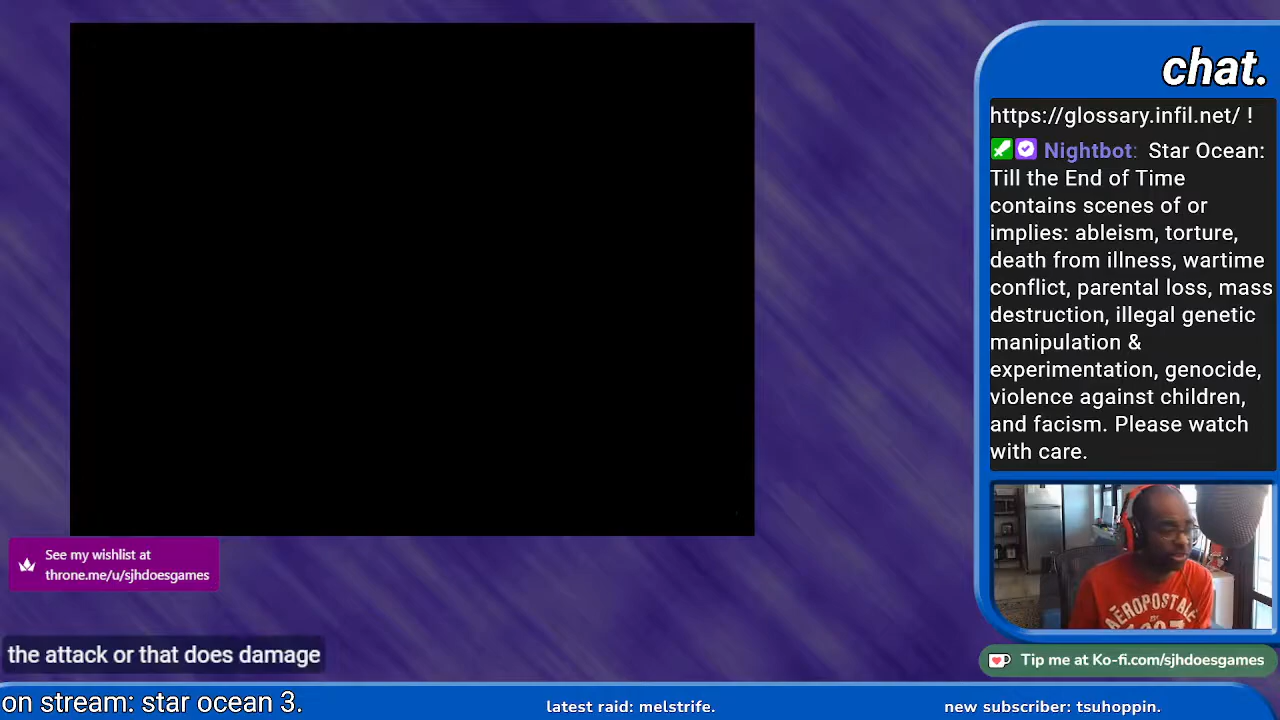 chat.
https://glossary.infil.net/ !
Nightbot: Star Ocean:
Till the End of Time
contains scenes of or
implies: ableism, torture,
death from illness, wartime
conflict, parental loss, mass
destruction, illegal genetic
manipulation &
experimentation, genocide,
violence against children,
and facism. Please watch
with care.
See my wishlist at
throne.me/u/sjhdoesgames
AÉROPOSTALE
the attack or that does damage
Tip me at Ko-fi.com/sjhdoesgames
on stream: star ocean 3.
latest raid: melstrife.
new subscriber: tsuhoppin.